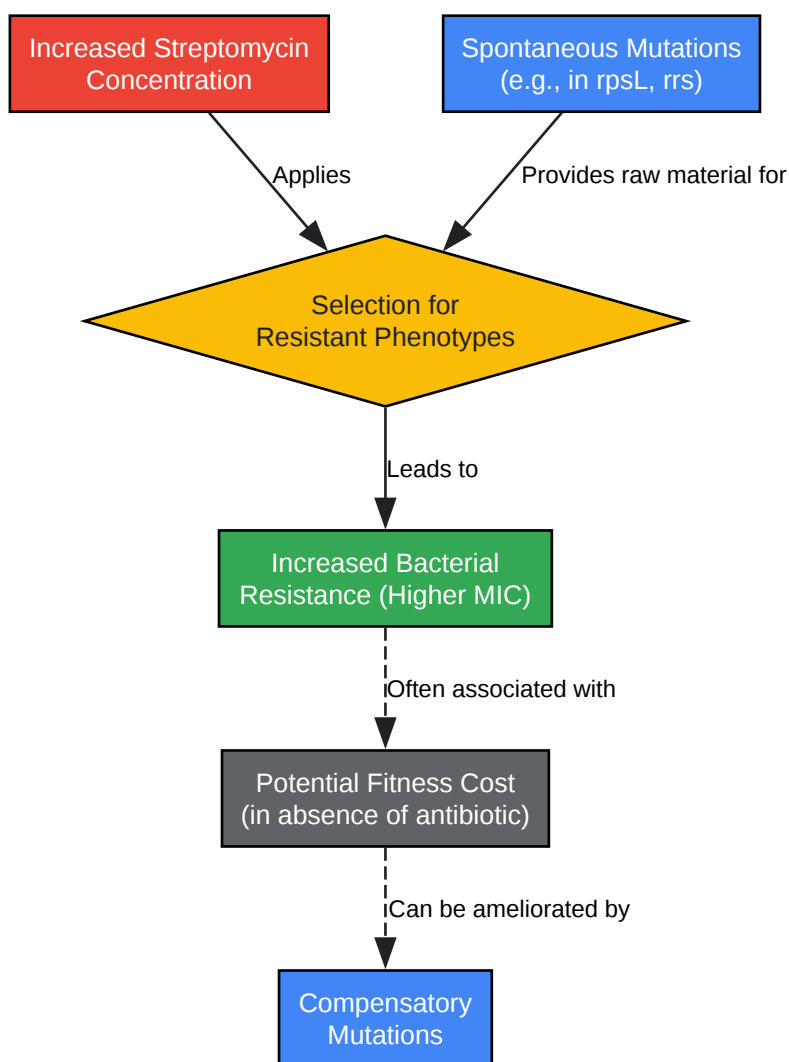 Increased Streptomycin
Concentration
Spontaneous Mutations
(e.g., in rpsL, rrs)
Applies
Provides raw material for
Selection for
Resistant Phenotypes
Leads to
Increased Bacterial
Resistance (Higher MIC)
Often associated with
Potential Fitness Cost
(in absence of antibiotic)
Can be ameliorated by
Compensatory
Mutations